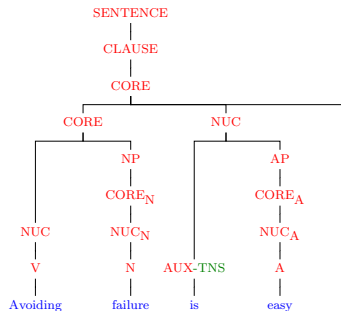 SENTENCE
CLAUSE
CORE
CORE NUC
NP AP
CORE_N CORE_A
NUC NUC_N NUC_A
V N AUX-TNS A
Avoiding failure is easy